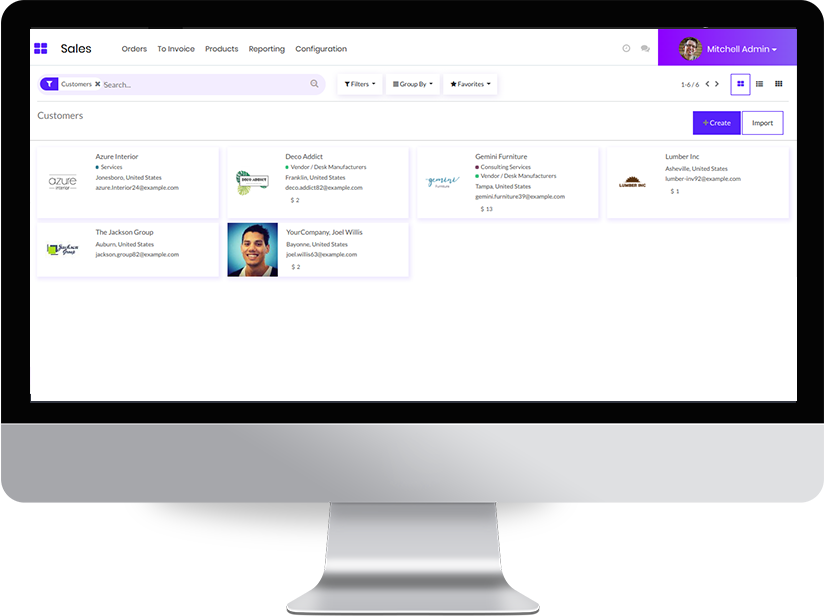 Sales
Orders To Invoice Products Reporting Configuration
Mitchell Admin
Customers × Search...
Filters Group By Favorites
1-6 / 6
Customers
+Create Import
azure
interior
Azure Interior
Services
Jonesboro, United States
azure.Interior24@example.com
DECO ADDICT
Deco Addict
Vendor / Desk Manufacturers
Franklin, United States
deco.addict82@example.com
$ 2
gemini
FURNITURE
Gemini Furniture
Consulting Services
Vendor / Desk Manufacturers
Tampa, United States
gemini.furniture39@example.com
$ 13
LUMBER INC
Lumber Inc
Asheville, United States
lumber-inv92@example.com
$ 1
Jackson
Group
The Jackson Group
Auburn, United States
jackson.group82@example.com
YourCompany, Joel Willis
Bayonne, United States
joel.willis63@example.com
$ 2